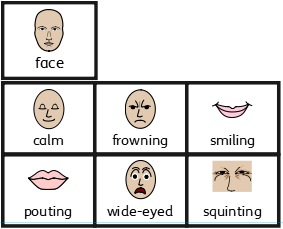 face
calm frowning smiling
pouting wide-eyed squinting